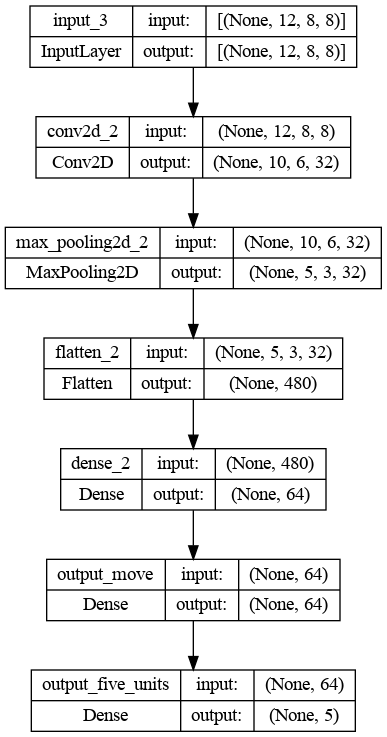 input_3 input: [(None, 12, 8, 8)]
InputLayer output: [(None, 12, 8, 8)]
conv2d_2 input: (None, 12, 8, 8)
Conv2D output: (None, 10, 6, 32)
max_pooling2d_2 input: (None, 10, 6, 32)
MaxPooling2D output: (None, 5, 3, 32)
flatten_2 input: (None, 5, 3, 32)
Flatten output: (None, 480)
dense_2 input: (None, 480)
Dense output: (None, 64)
output_move input: (None, 64)
Dense output: (None, 64)
output_five_units input: (None, 64)
Dense output: (None, 5)